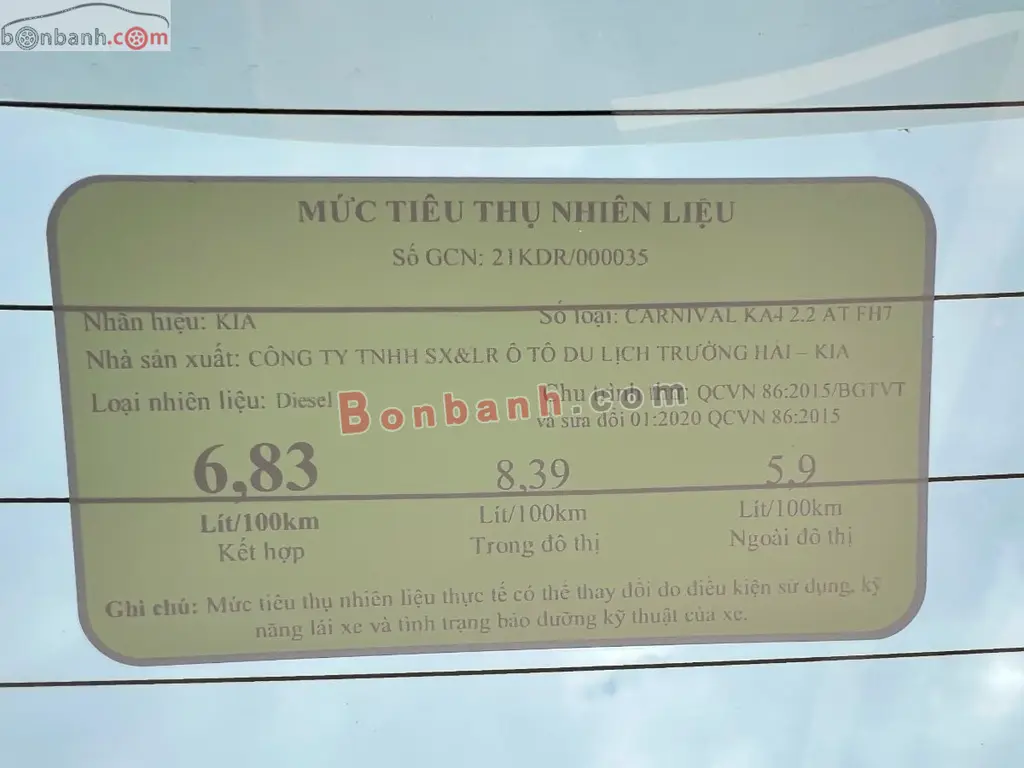 bonbanh.com
MỨC TIÊU THỤ NHIÊN LIỆU
Số GCN: 21KDR/000035
Nhãn hiệu: KIA Số loại: CARNIVAL KA4 2.2 AT FH7
Nhà sản xuất: CÔNG TY TNHH SX&LR Ô TÔ DU LỊCH TRƯỜNG HẢI – KIA
Loại nhiên liệu: Diesel Chu trình thử: QCVN 86:2015/BGTVT
và sửa đổi 01:2020 QCVN 86:2015
Bonbanh.com
6,83 8,39 5,9
Lít/100km Lít/100km Lít/100km
Kết hợp Trong đô thị Ngoài đô thị
Ghi chú: Mức tiêu thụ nhiên liệu thực tế có thể thay đổi do điều kiện sử dụng, kỹ
năng lái xe và tình trạng bảo dưỡng kỹ thuật của xe.